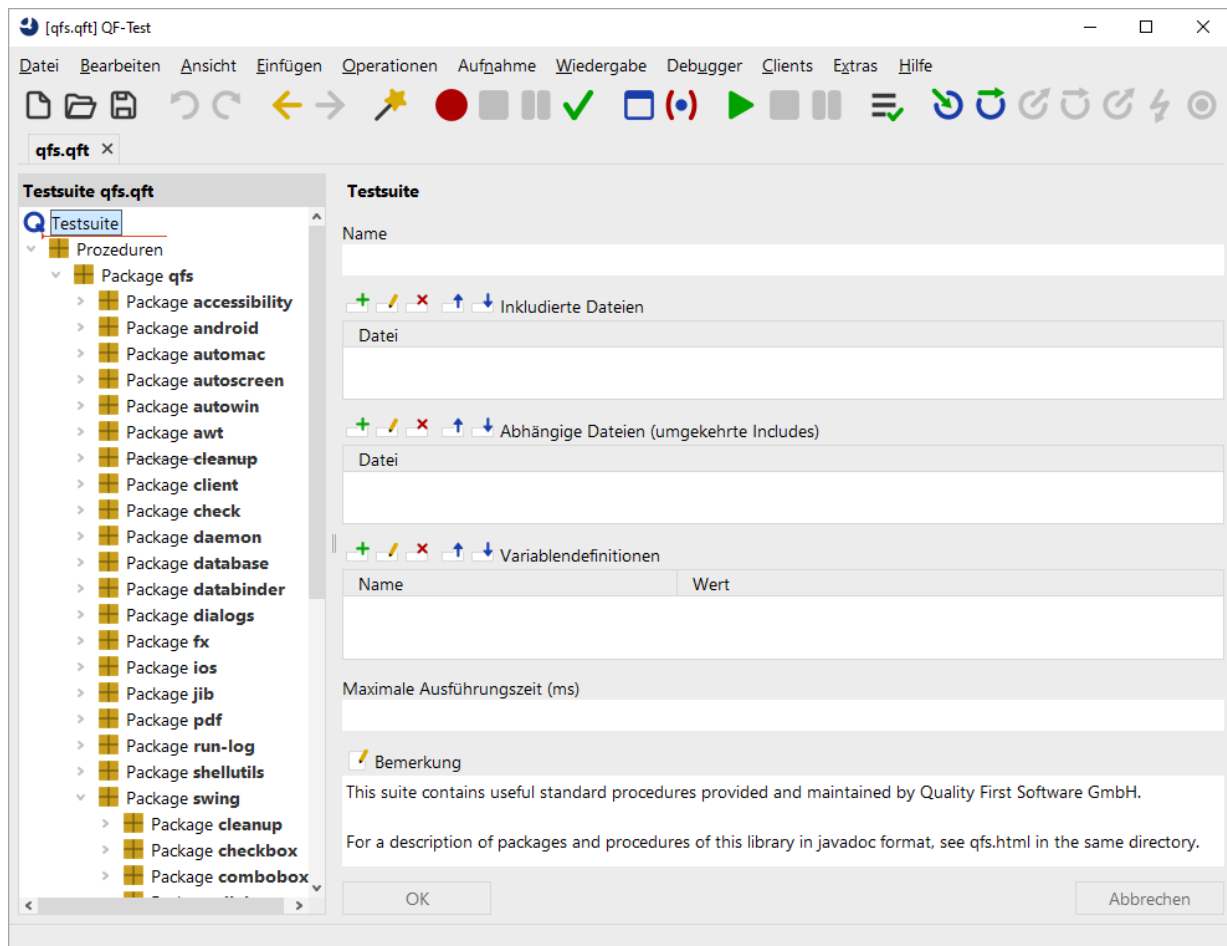 [qfs.qft] QF-Test
Datei Bearbeiten Ansicht Einfügen Operationen Aufnahme Wiedergabe Debugger Clients Extras Hilfe
qfs.qft
Testsuite qfs.qft
Testsuite
Prozeduren
Package qfs
Package accessibility
Package android
Package automac
Package autoscreen
Package autowin
Package awt
Package cleanup
Package client
Package check
Package daemon
Package database
Package databinder
Package dialogs
Package fx
Package ios
Package jib
Package pdf
Package run-log
Package shellutils
Package swing
Package cleanup
Package checkbox
Package combobox
Testsuite
Name
Inkludierte Dateien
Datei
Abhängige Dateien (umgekehrte Includes)
Datei
Variablendefinitionen
Name Wert
Maximale Ausführungszeit (ms)
Bemerkung
This suite contains useful standard procedures provided and maintained by Quality First Software GmbH.
For a description of packages and procedures of this library in javadoc format, see qfs.html in the same directory.
OK Abbrechen